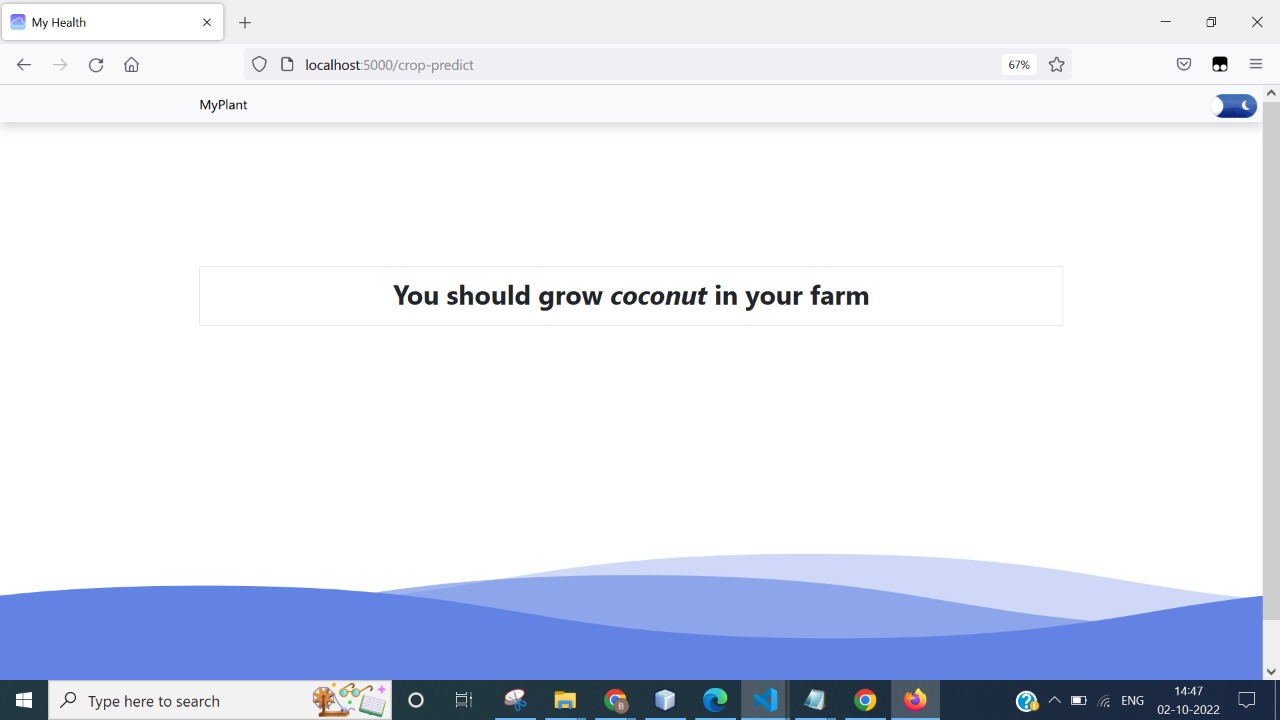 My Health
localhost:5000/crop-predict
67%
MyPlant
You should grow coconut in your farm
Type here to search
B
ENG
14:47
02-10-2022